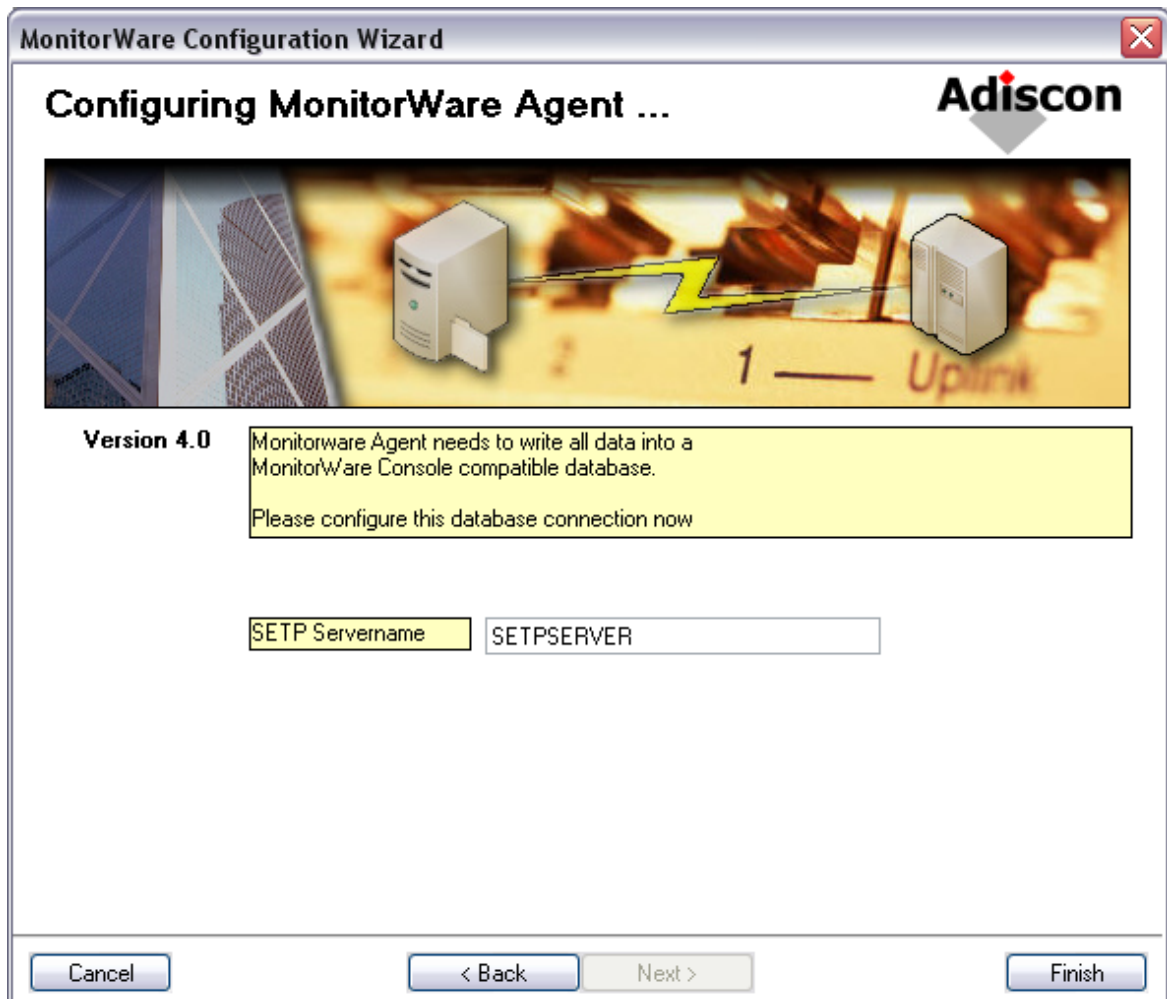 MonitorWare Configuration Wizard
Configuring MonitorWare Agent ...
Adiscon
2
1
Uplink
Version 4.0
Monitorware Agent needs to write all data into a
MonitorWare Console compatible database.
Please configure this database connection now
SETP Servername
SETPSERVER
Cancel
< Back
Next >
Finish